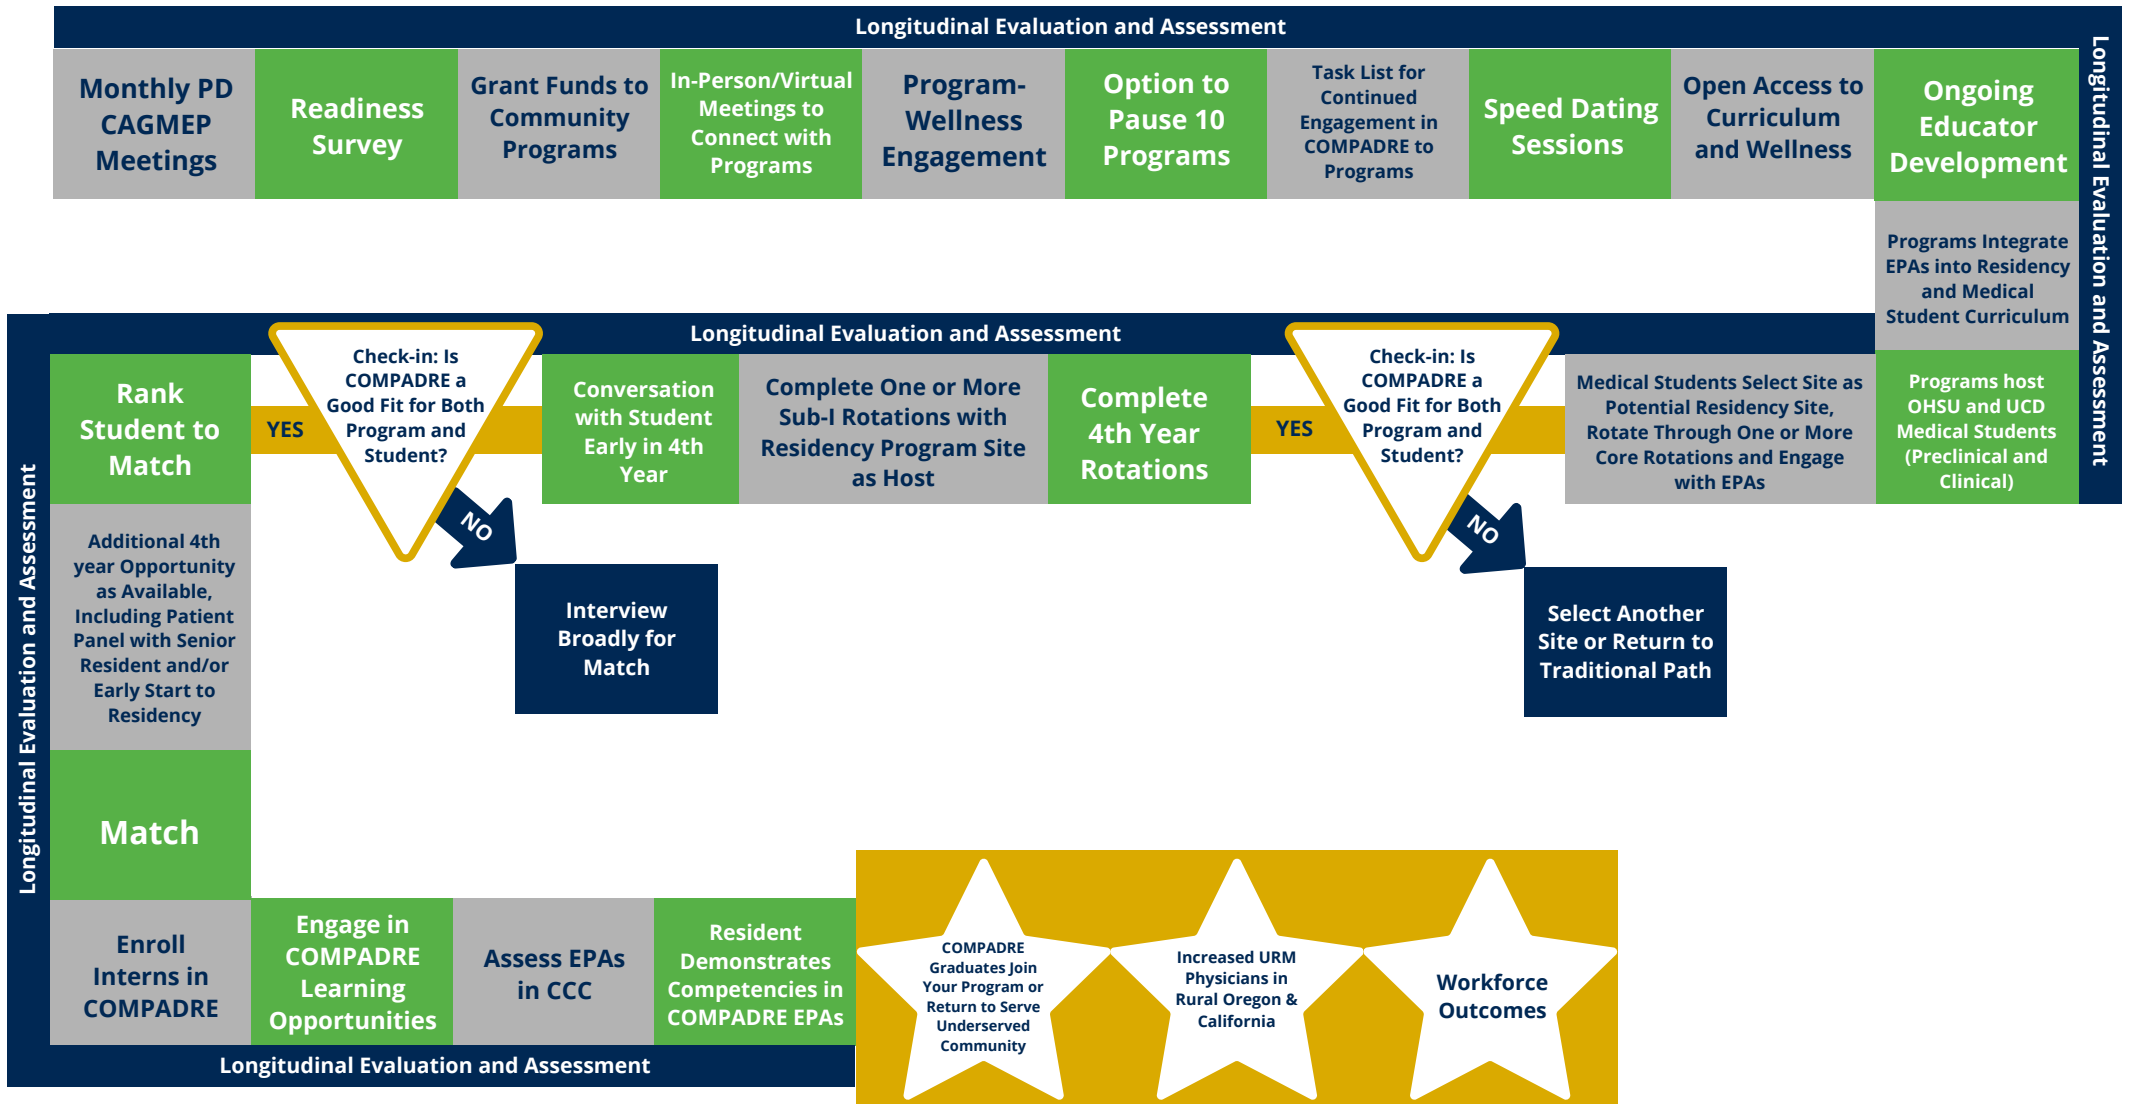 Longitudinal Evaluation and Assessment
Monthly PD
CAGMEP
Meetings
Readiness
Survey
Grant Funds to
Community
Programs
In-Person/Virtual
Meetings to
Connect with
Programs
Program-
Wellness
Engagement
Option to
Pause 10
Programs
Task List for
Continued
Engagement in
COMPADRE to
Programs
Speed Dating
Sessions
Open Access to
Curriculum
and Wellness
Ongoing
Educator
Development
Longitudinal Evaluation and Assessment
Programs Integrate
EPAs into Residency
and Medical
Student Curriculum
Programs host
OHSU and UCD
Medical Students
(Preclinical and
Clinical)
Longitudinal Evaluation and Assessment
Medical Students Select Site as
Potential Residency Site,
Rotate Through One or More
Core Rotations and Engage
with EPAs
Check-in: Is
COMPADRE a
Good Fit for Both
Program and
Student?
YES
NO
Select Another
Site or Return to
Traditional Path
Complete
4th Year
Rotations
Complete One or More
Sub-I Rotations with
Residency Program Site
as Host
Conversation
with Student
Early in 4th
Year
Check-in: Is
COMPADRE a
Good Fit for Both
Program and
Student?
YES
NO
Interview
Broadly for
Match
Rank
Student to
Match
Longitudinal Evaluation and Assessment
Additional 4th
year Opportunity
as Available,
Including Patient
Panel with Senior
Resident and/or
Early Start to
Residency
Match
Enroll
Interns in
COMPADRE
Engage in
COMPADRE
Learning
Opportunities
Assess EPAs
in CCC
Resident
Demonstrates
Competencies in
COMPADRE EPAs
Longitudinal Evaluation and Assessment
COMPADRE
Graduates Join
Your Program or
Return to Serve
Underserved
Community
Increased URM
Physicians in
Rural Oregon &
California
Workforce
Outcomes